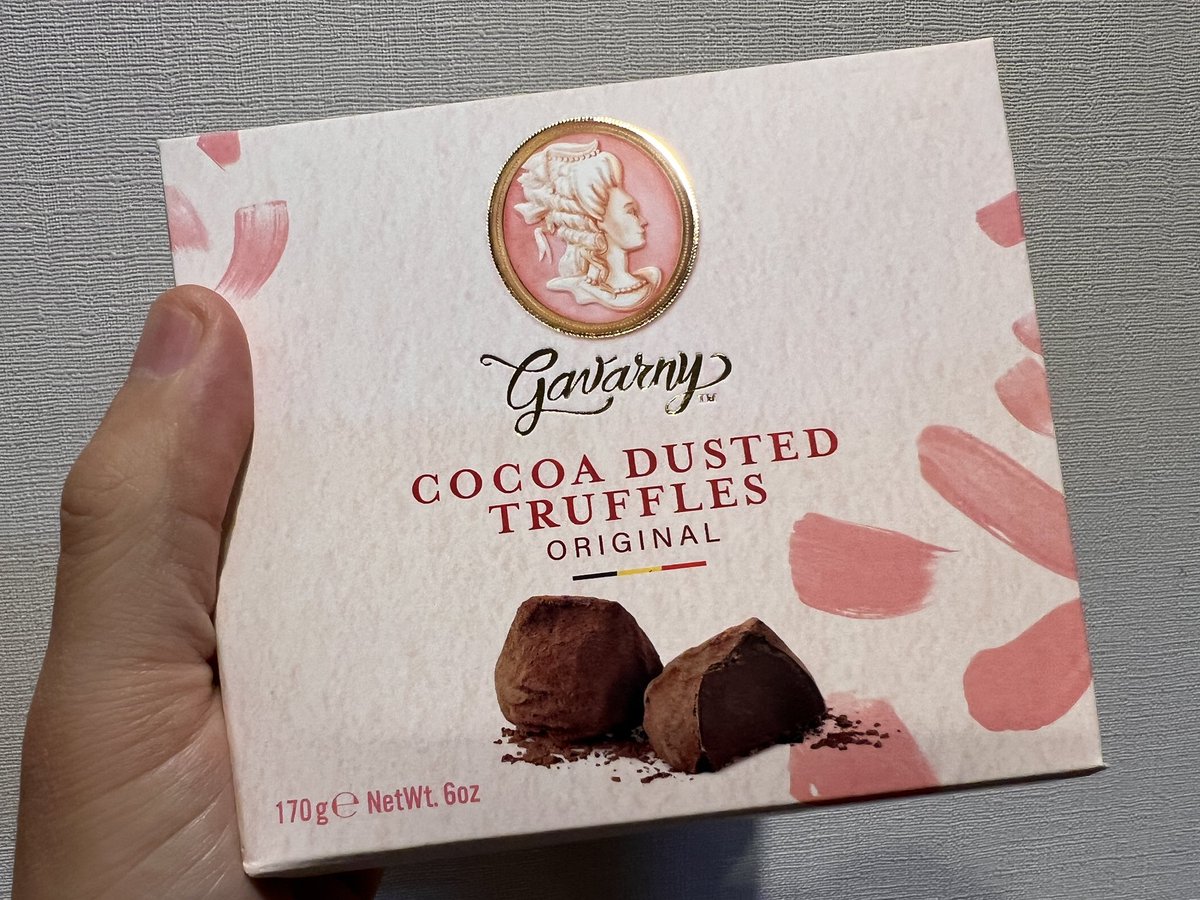 Gavarny
COCOA DUSTED
TRUFFLES
ORIGINAL
170g℮ NetWt. 6oz